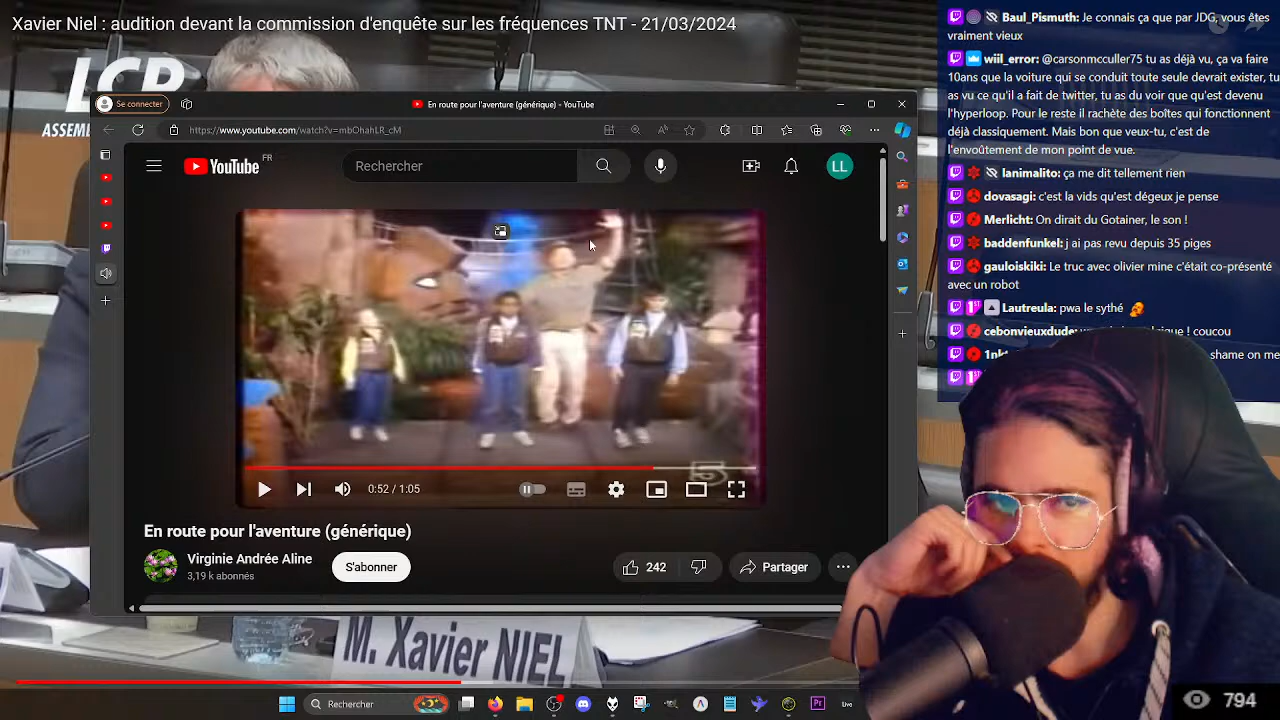 Xavier Niel : audition devant la commission d'enquête sur les fréquences TNT - 21/03/2024
LCP
ASSEMB
Se connecter
En route pour l'aventure (générique) - YouTube
https://www.youtube.com/watch?v=mbOhahLR_cM
YouTube FR
Rechercher
LL
5
0:52 / 1:05
En route pour l'aventure (générique)
Virginie Andrée Aline
3,19 k abonnés
S'abonner
242
Partager
M. Xavier NIEL
Rechercher
Pr
Live
Baul_Pismuth: Je connais ça que par JDG, vous êtes
vraiment vieux
wiil_error: @carsonmcculler75 tu as déjà vu, ça va faire
10ans que la voiture qui se conduit toute seule devrait exister, tu
as vu ce qu'il a fait de twitter, tu as du voir que qu'est devenu
l'hyperloop. Pour le reste il rachète des boîtes qui fonctionnent
déjà classiquement. Mais bon que veux-tu, c'est de
l'envoûtement de mon point de vue.
lanimalito: ça me dit tellement rien
dovasagi: c'est la vids qu'est dégeux je pense
Merlicht: On dirait du Gotainer, le son !
baddenfunkel: j ai pas revu depuis 35 piges
gauloiskiki: Le truc avec olivier mine c'était co-présenté
avec un robot
Lautreula: pwa le sythé
cebonvieuxdude: coucou
shame on me
794